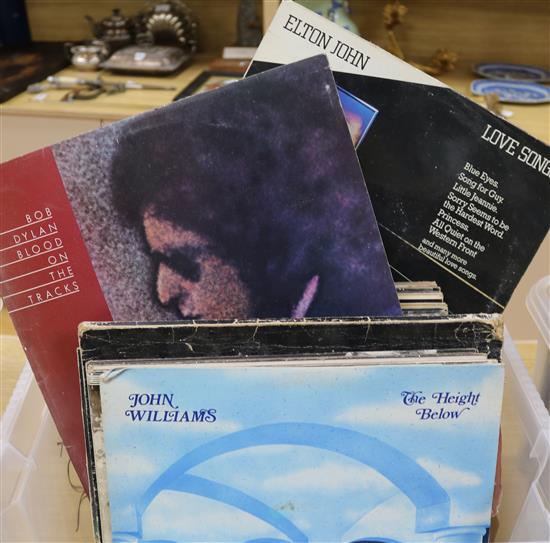 ELTON JOHN
LOVE SONG
Blue Eyes.
Song for Guy.
Little Jeannie.
Sorry Seems to be
the Hardest Word.
Princess.
All Quiet on the
Western Front
and many more
beautiful love songs.
BOB
DYLAN
BLOOD
ON
THE
TRACKS
JOHN
WILLIAMS
The Height
Below